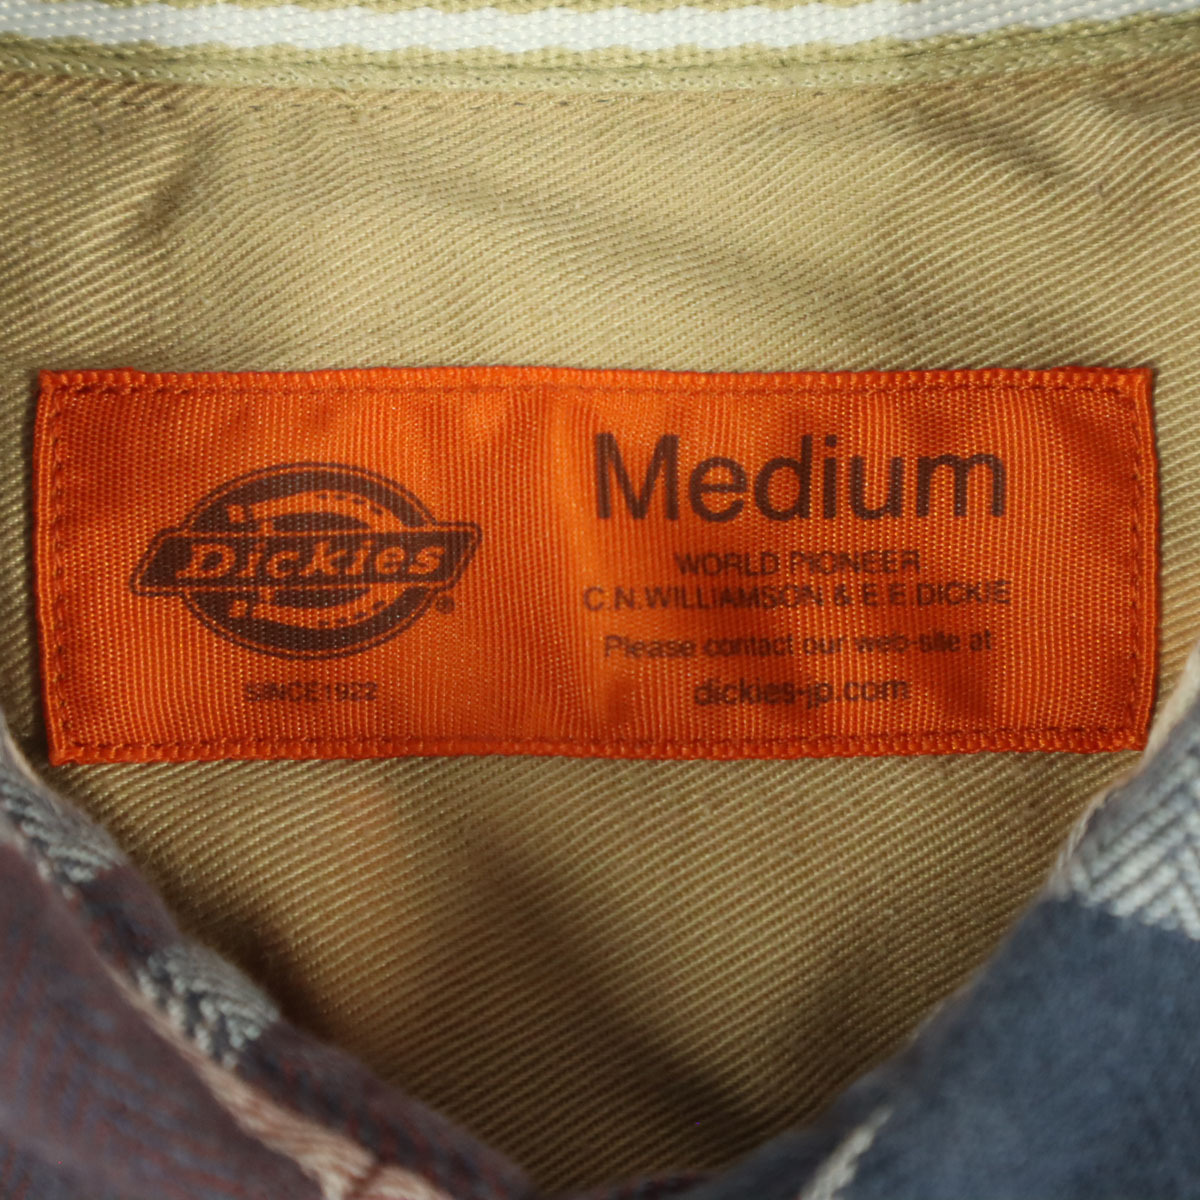 Dickies®
SINCE 1922
Medium
WORLD PIONEER
C.N.WILLIAMSON & E E DICKIE
Please contact our web-site at
dickies-jp.com